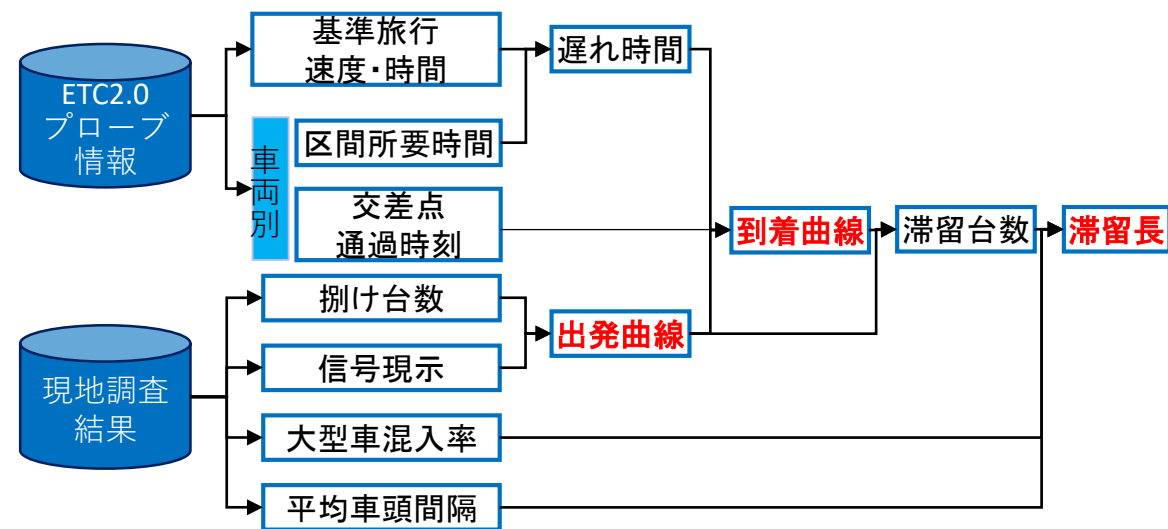 ETC2.0
プローブ
情報
基準旅行
速度・時間
遅れ時間
車両別
区間所要時間
交差点
通過時刻
到着曲線
滞留台数
滞留長
現地調査
結果
捌け台数
信号現示
出発曲線
大型車混入率
平均車頭間隔